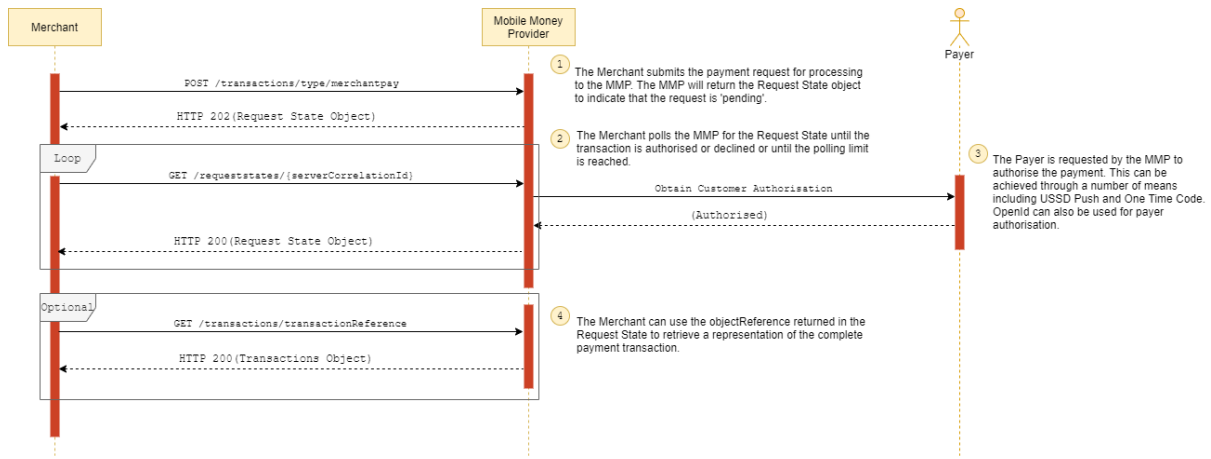 Merchant
Mobile Money
Provider
Payer
POST /transactions/type/merchantpay
1
The Merchant submits the payment request for processing
to the MMP. The MMP will return the Request State object
to indicate that the request is 'pending'.
HTTP 202(Request State Object)
2
The Merchant polls the MMP for the Request State until the
transaction is authorised or declined or until the polling limit
is reached.
Loop
GET /requeststates/{serverCorrelationId}
Obtain Customer Authorisation
3
The Payer is requested by the MMP to
authorise the payment. This can be
achieved through a number of means
including USSD Push and One Time Code.
OpenId can also be used for payer
authorisation.
(Authorised)
HTTP 200(Request State Object)
Optional
GET /transactions/transactionReference
4
The Merchant can use the objectReference returned in the
Request State to retrieve a representation of the complete
payment transaction.
HTTP 200(Transactions Object)